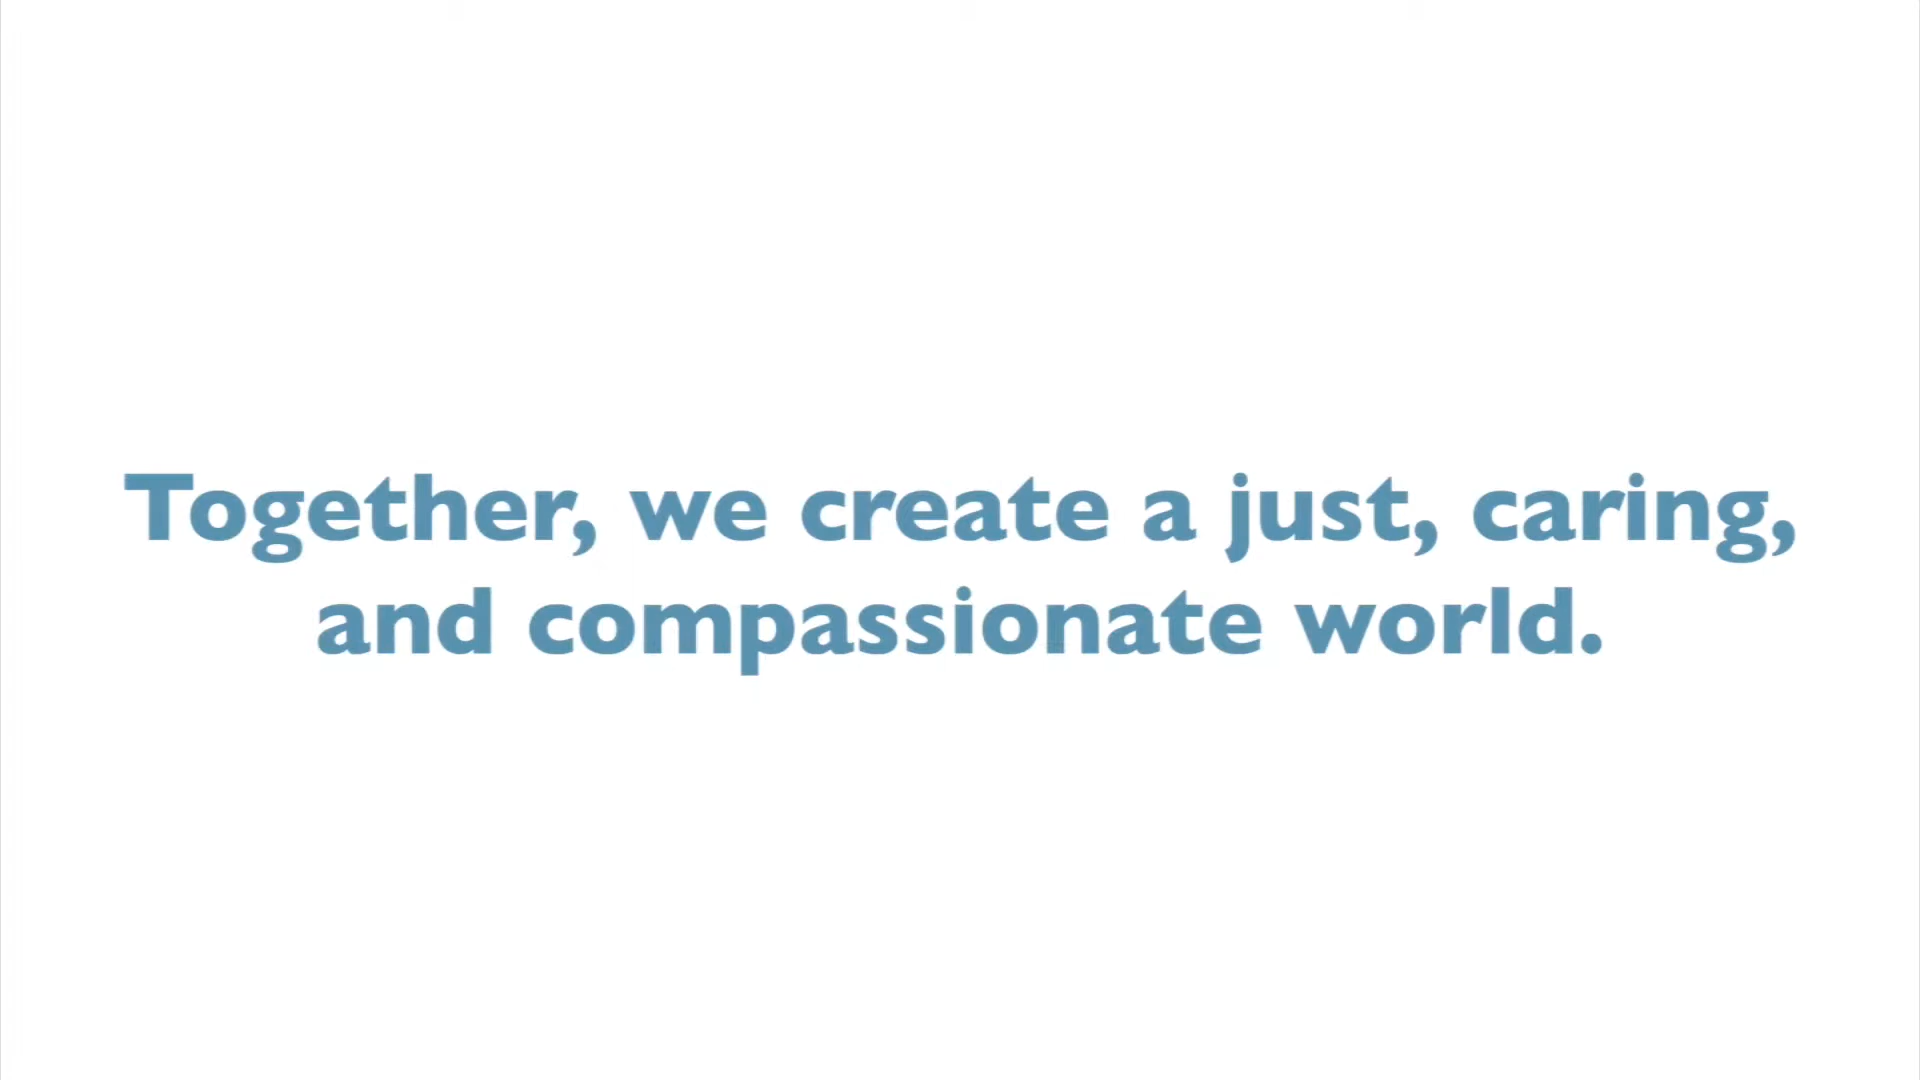 Together, we create a just, caring,
and compassionate world.